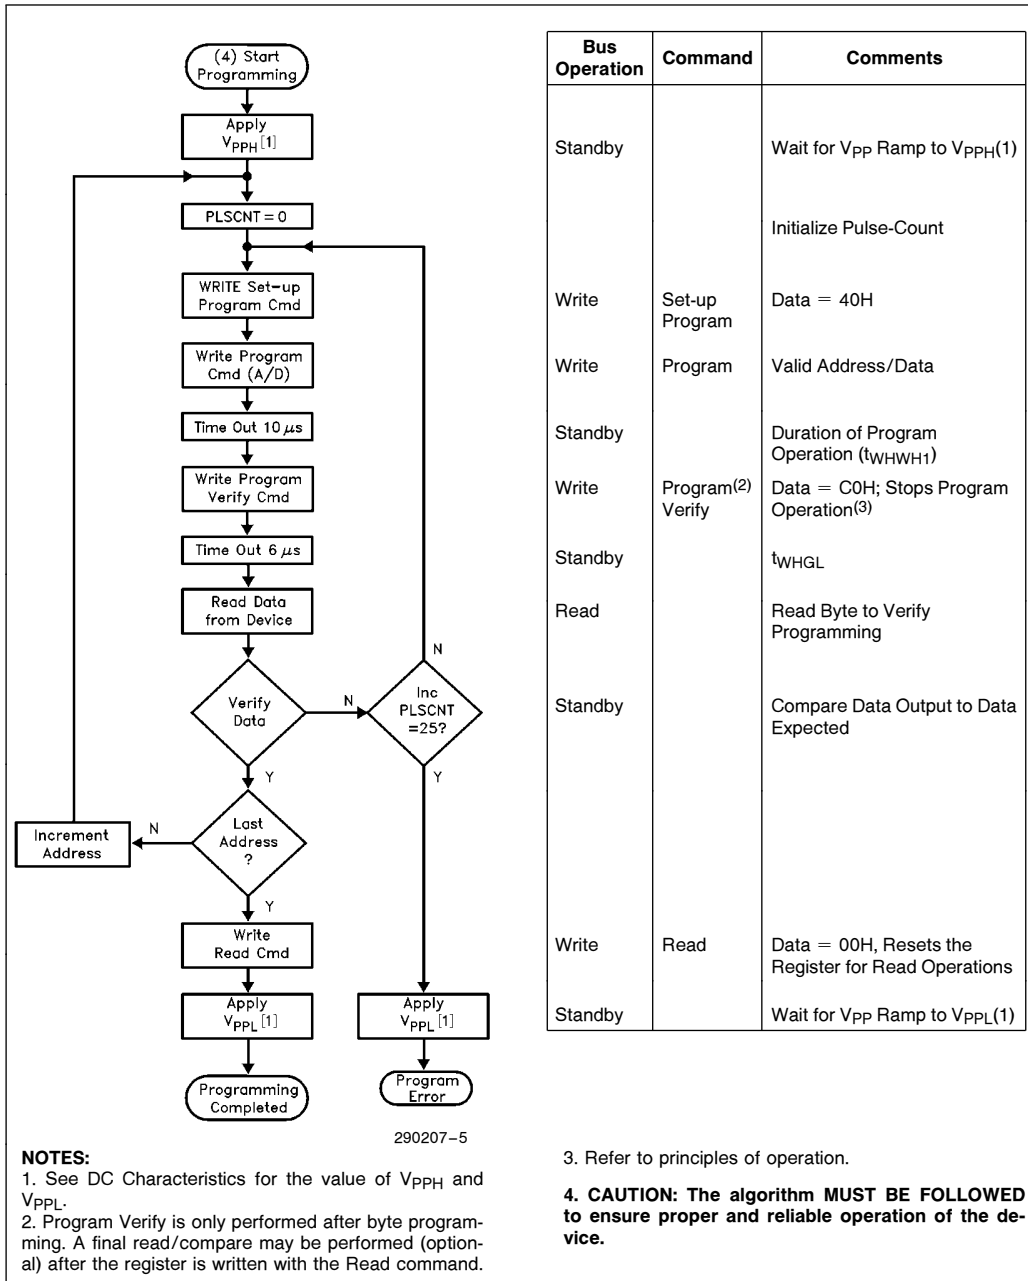 (4) Start
Programming
Apply
VPPH[1]
PLSCNT = 0
WRITE Set-up
Program Cmd
Write Program
Cmd (A/D)
Time Out 10 μs
Write Program
Verify Cmd
Time Out 6 μs
Read Data
from Device
Verify
Data
N
Y
Inc
PLSCNT
=25?
N
Y
Last
Address
?
N
Y
Increment
Address
Write
Read Cmd
Apply
VPPL[1]
Programming
Completed
Apply
VPPL[1]
Program
Error
290207-5
Bus Operation Command Comments
Standby Wait for VPP Ramp to VPPH(1)
Initialize Pulse-Count
Write Set-up Data = 40H
Program
Write Program Valid Address/Data
Standby Duration of Program
Operation (tWHWH1)
Write Program(2) Data = C0H; Stops Program
Verify Operation(3)
Standby tWHGL
Read Read Byte to Verify
Programming
Standby Compare Data Output to Data
Expected
Write Read Data = 00H, Resets the
Register for Read Operations
Standby Wait for VPP Ramp to VPPL(1)
NOTES:
1. See DC Characteristics for the value of VPPH and
VPPL.
2. Program Verify is only performed after byte program-
ming. A final read/compare may be performed (option-
al) after the register is written with the Read command.
3. Refer to principles of operation.
4. CAUTION: The algorithm MUST BE FOLLOWED
to ensure proper and reliable operation of the de-
vice.